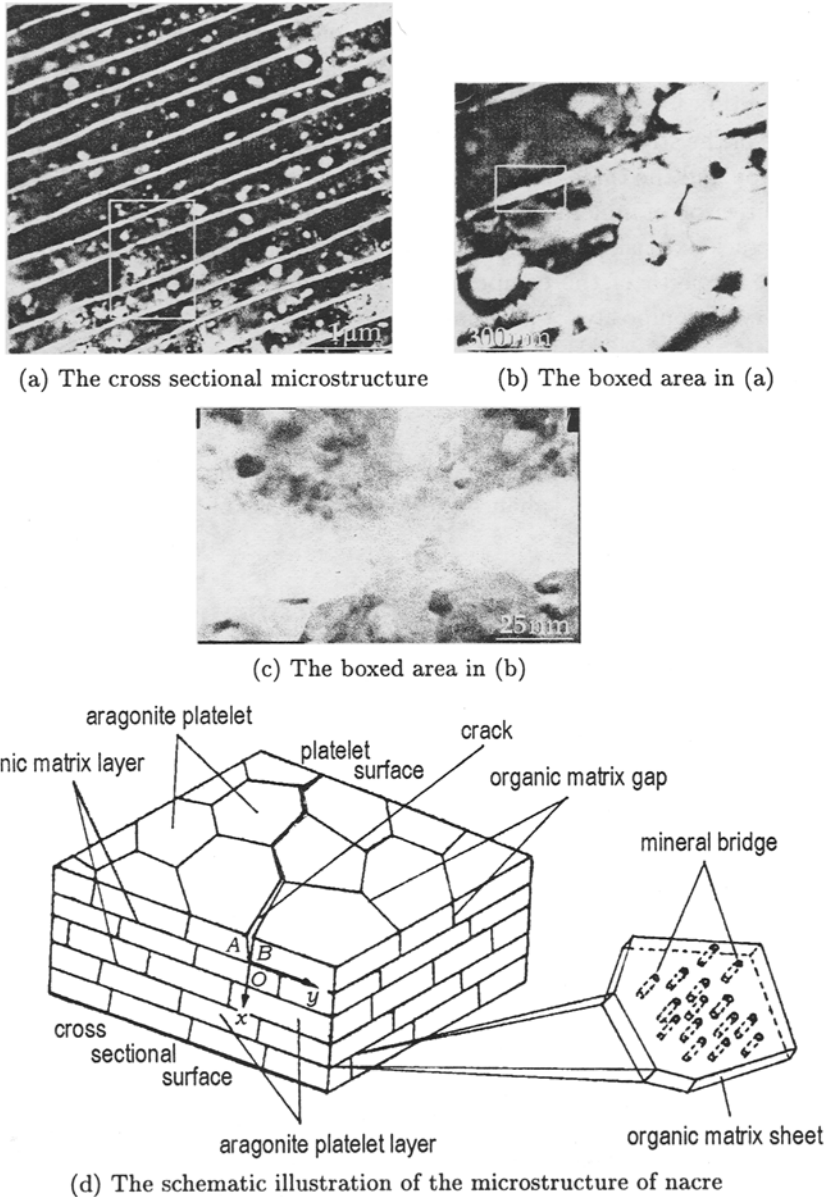 1μm
300nm
(a) The cross sectional microstructure
(b) The boxed area in (a)
25nm
(c) The boxed area in (b)
aragonite platelet
crack
nic matrix layer
platelet
surface
organic matrix gap
mineral bridge
A
B
O
y
x
cross
sectional
surface
aragonite platelet layer
organic matrix sheet
(d) The schematic illustration of the microstructure of nacre